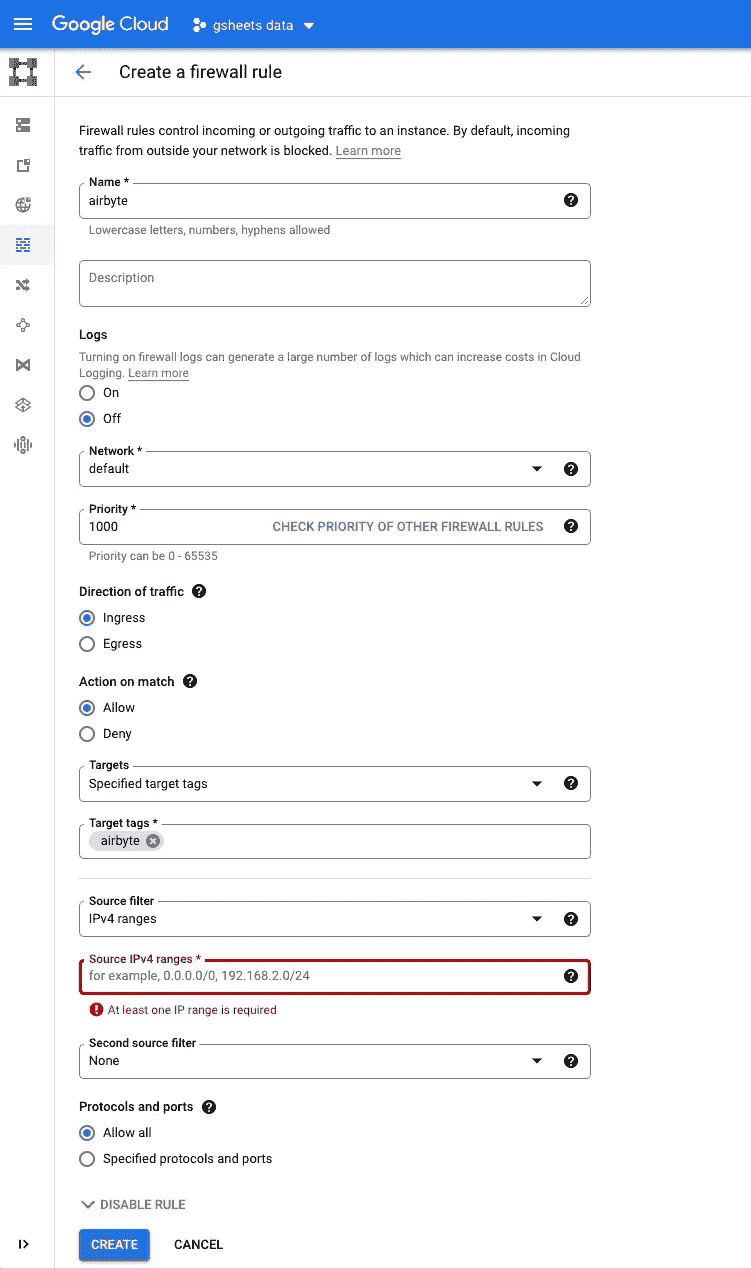 Google Cloud
gsheets data
Create a firewall rule
Firewall rules control incoming or outgoing traffic to an instance. By default, incoming
traffic from outside your network is blocked. Learn more
Name *
airbyte
Lowercase letters, numbers, hyphens allowed
Description
Logs
Turning on firewall logs can generate a large number of logs which can increase costs in Cloud
Logging. Learn more
On
Off
Network *
default
Priority *
1000
CHECK PRIORITY OF OTHER FIREWALL RULES
Priority can be 0 - 65535
Direction of traffic
Ingress
Egress
Action on match
Allow
Deny
Targets
Specified target tags
Target tags *
airbyte
Source filter
IPv4 ranges
Source IPv4 ranges *
for example, 0.0.0.0/0, 192.168.2.0/24
At least one IP range is required
Second source filter
None
Protocols and ports
Allow all
Specified protocols and ports
DISABLE RULE
CREATE
CANCEL